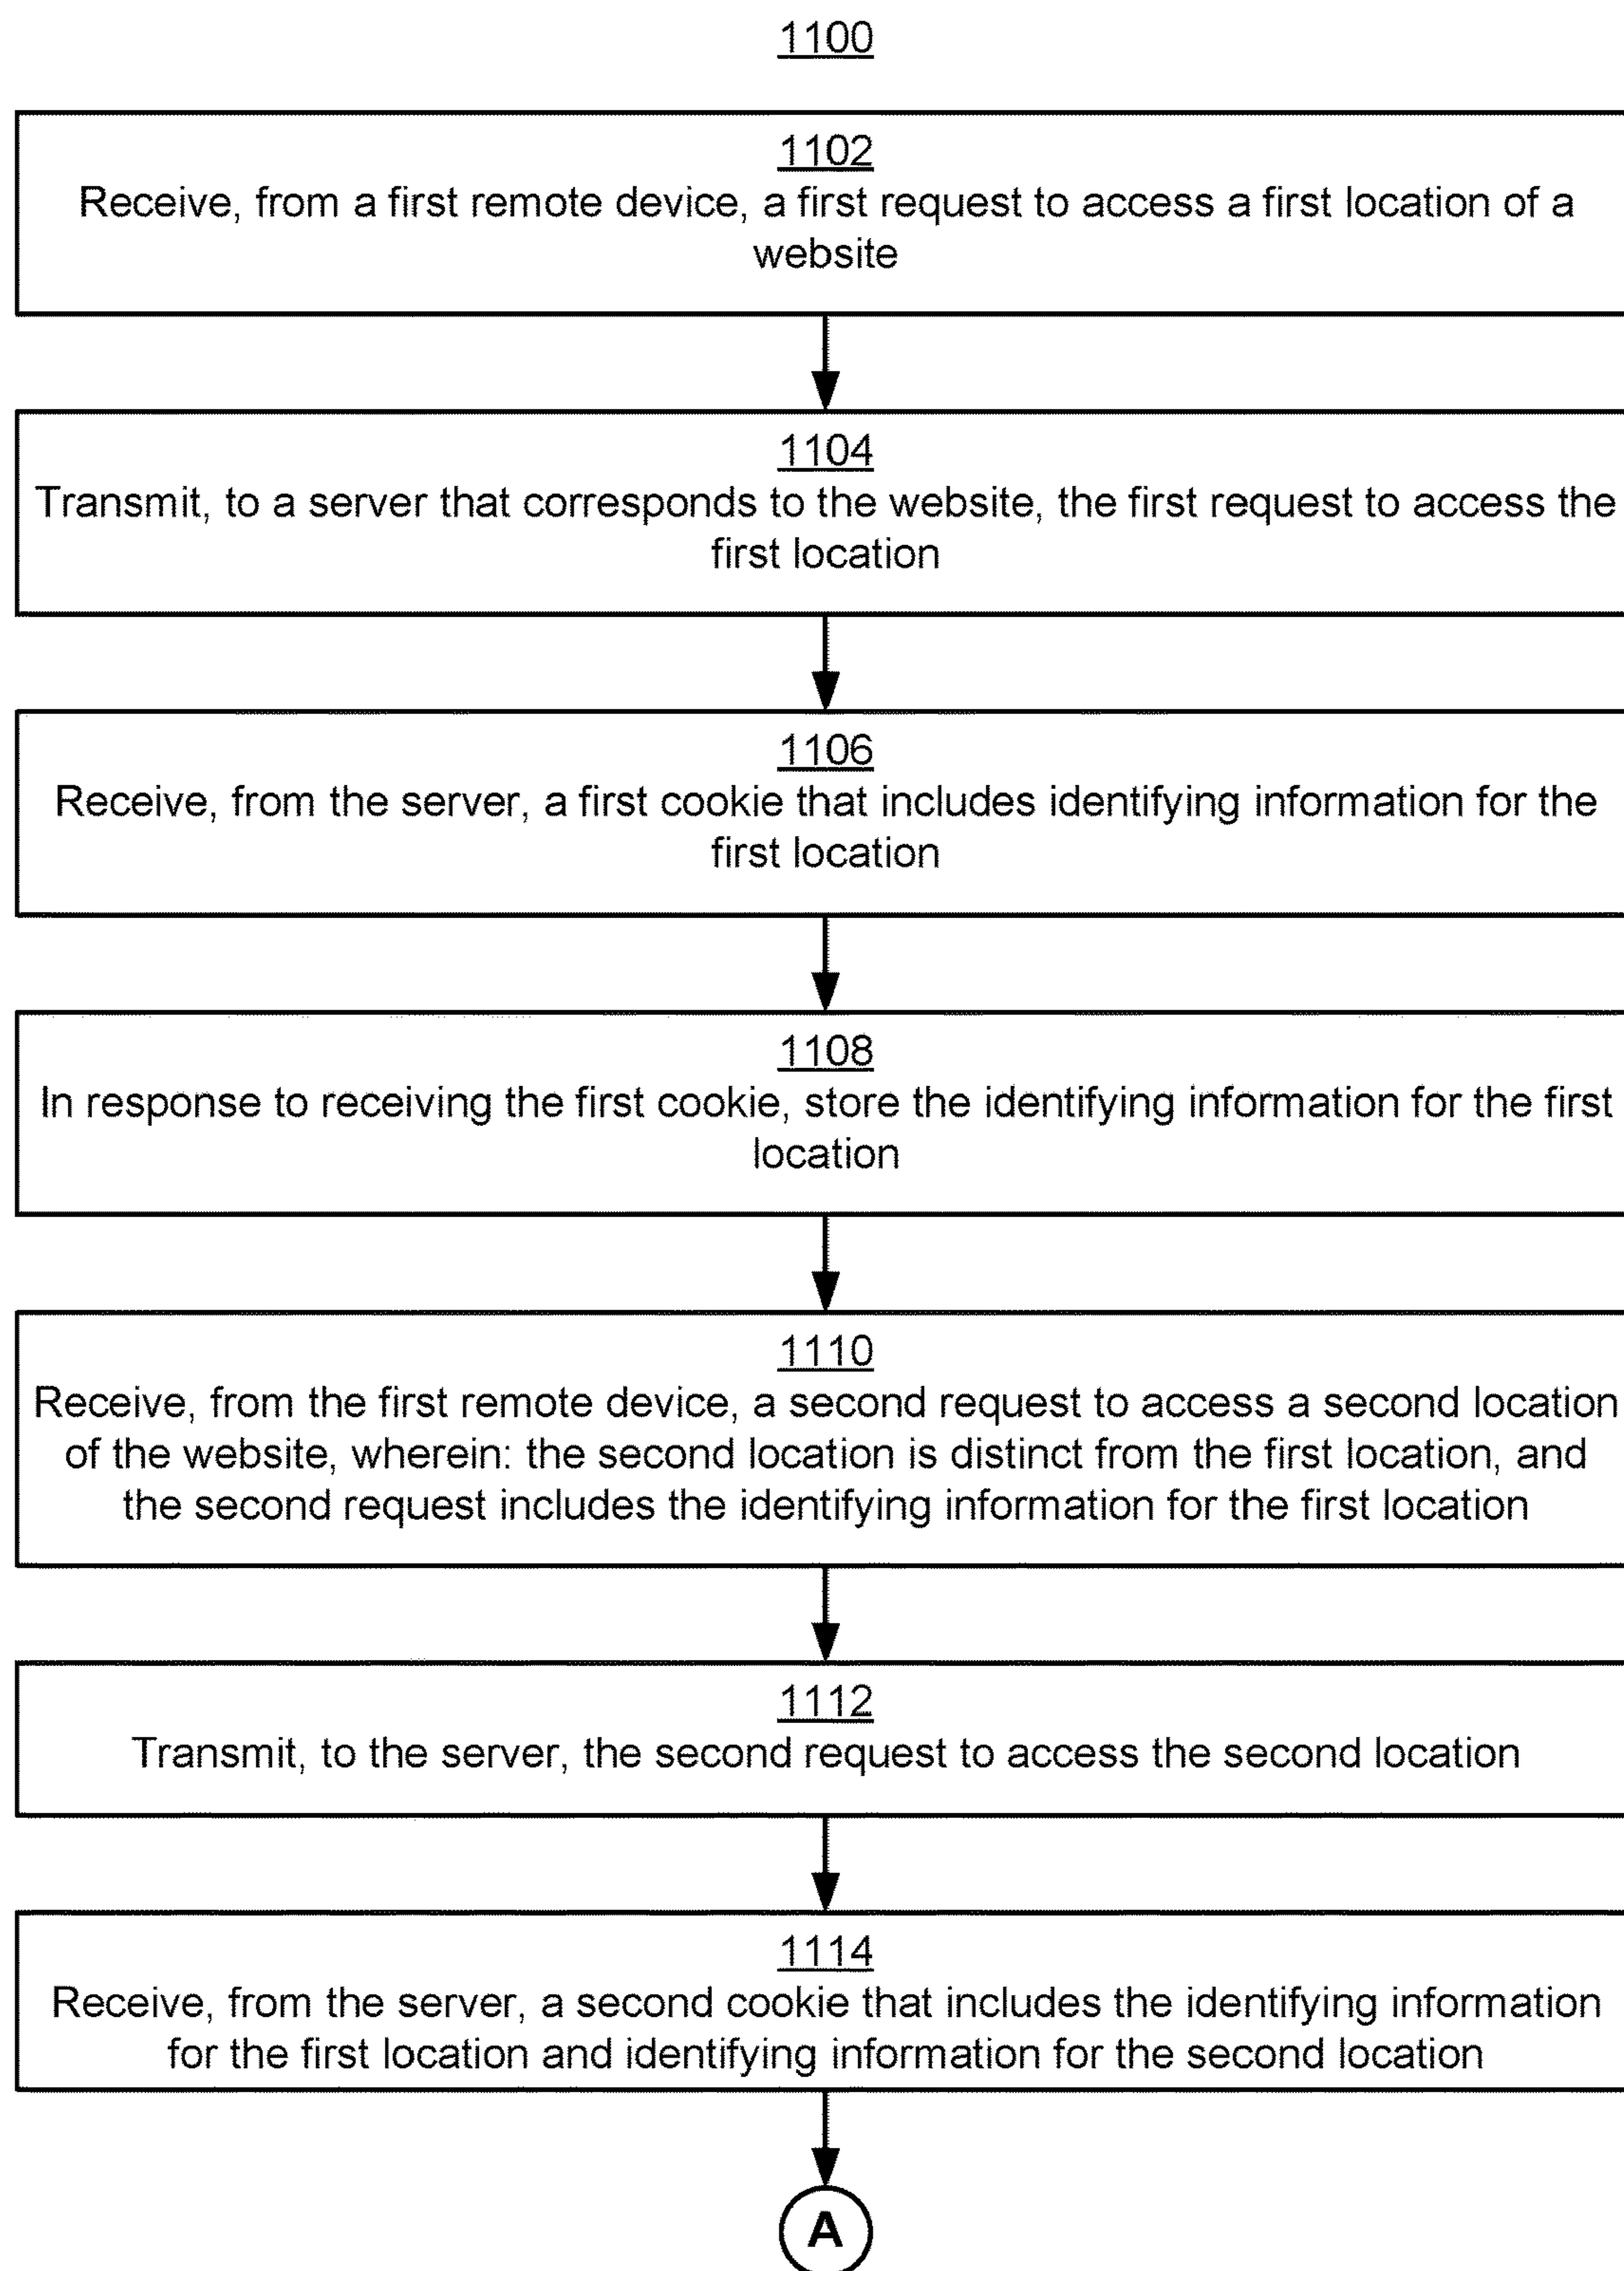 1100
1102
Receive, from a first remote device, a first request to access a first location of a
website
1104
Transmit, to a server that corresponds to the website, the first request to access the
first location
1106
Receive, from the server, a first cookie that includes identifying information for the
first location
1108
In response to receiving the first cookie, store the identifying information for the first
location
1110
Receive, from the first remote device, a second request to access a second location
of the website, wherein: the second location is distinct from the first location, and
the second request includes the identifying information for the first location
1112
Transmit, to the server, the second request to access the second location
1114
Receive, from the server, a second cookie that includes the identifying information
for the first location and identifying information for the second location
A